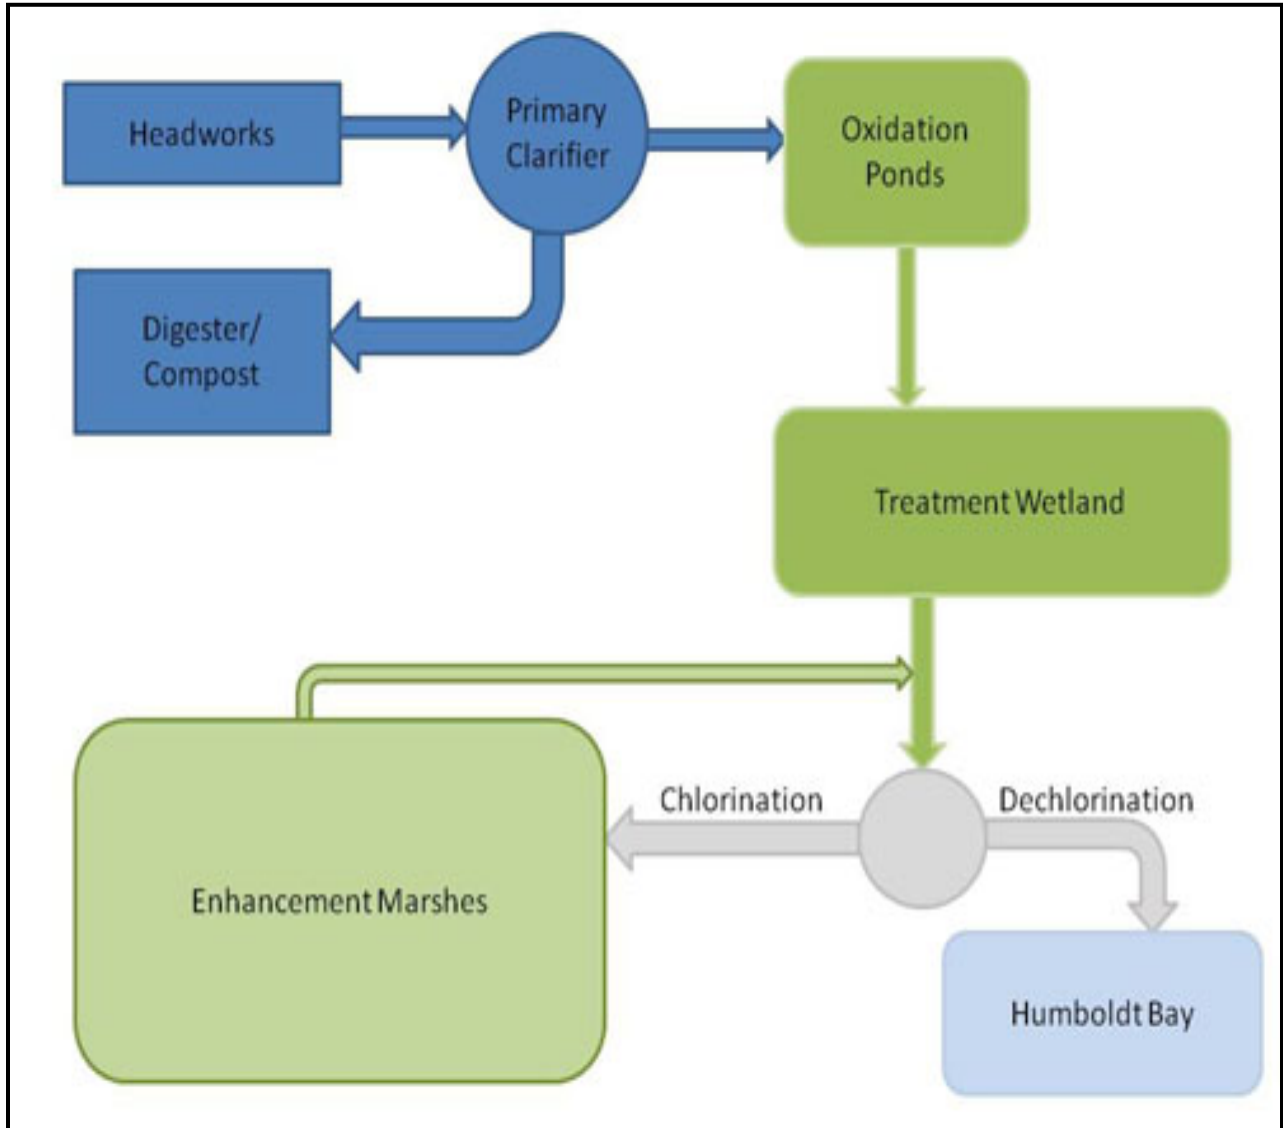 Headworks
Primary
Clarifier
Oxidation
Ponds
Digester/
Compost
Treatment Wetland
Chlorination
Dechlorination
Enhancement Marshes
Humboldt Bay